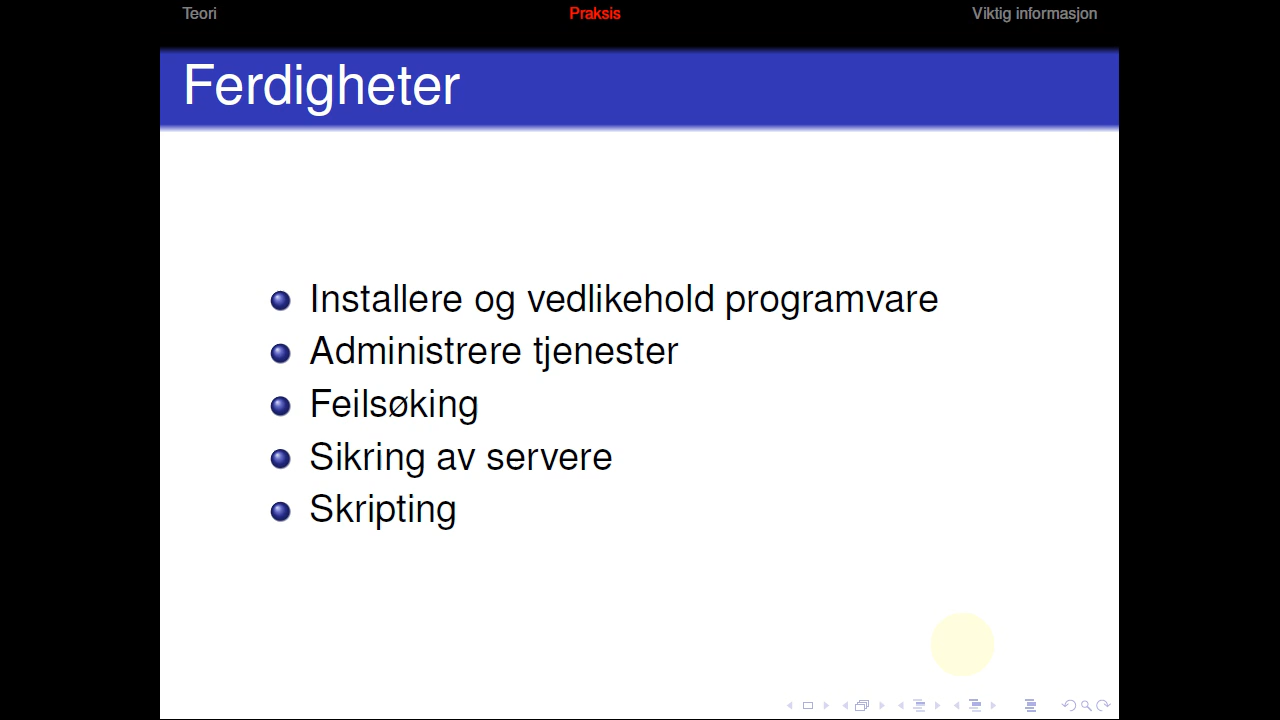 Teori Praksis Viktig informasjon
Ferdigheter
Installere og vedlikehold programvare
Administrere tjenester
Feilsøking
Sikring av servere
Skripting